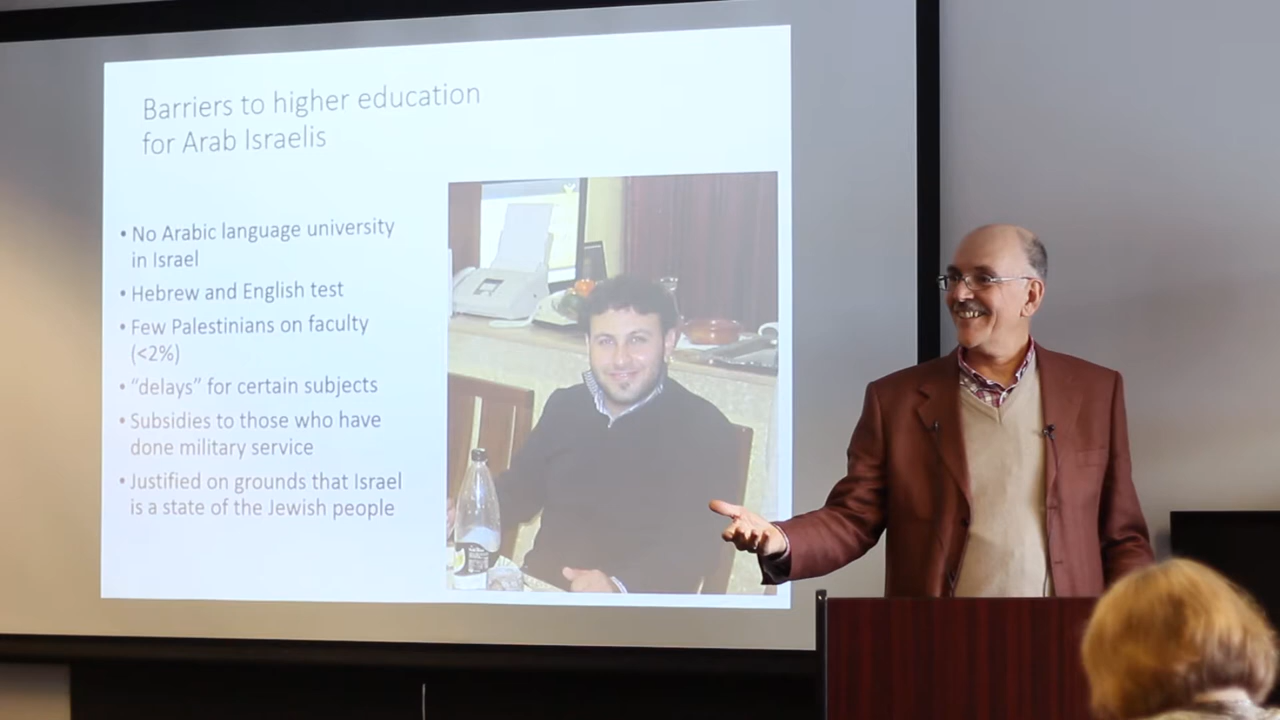 Barriers to higher education
for Arab Israelis
• No Arabic language university
in Israel
• Hebrew and English test
• Few Palestinians on faculty
(<2%)
• “delays” for certain subjects
• Subsidies to those who have
done military service
• Justified on grounds that Israel
is a state of the Jewish people